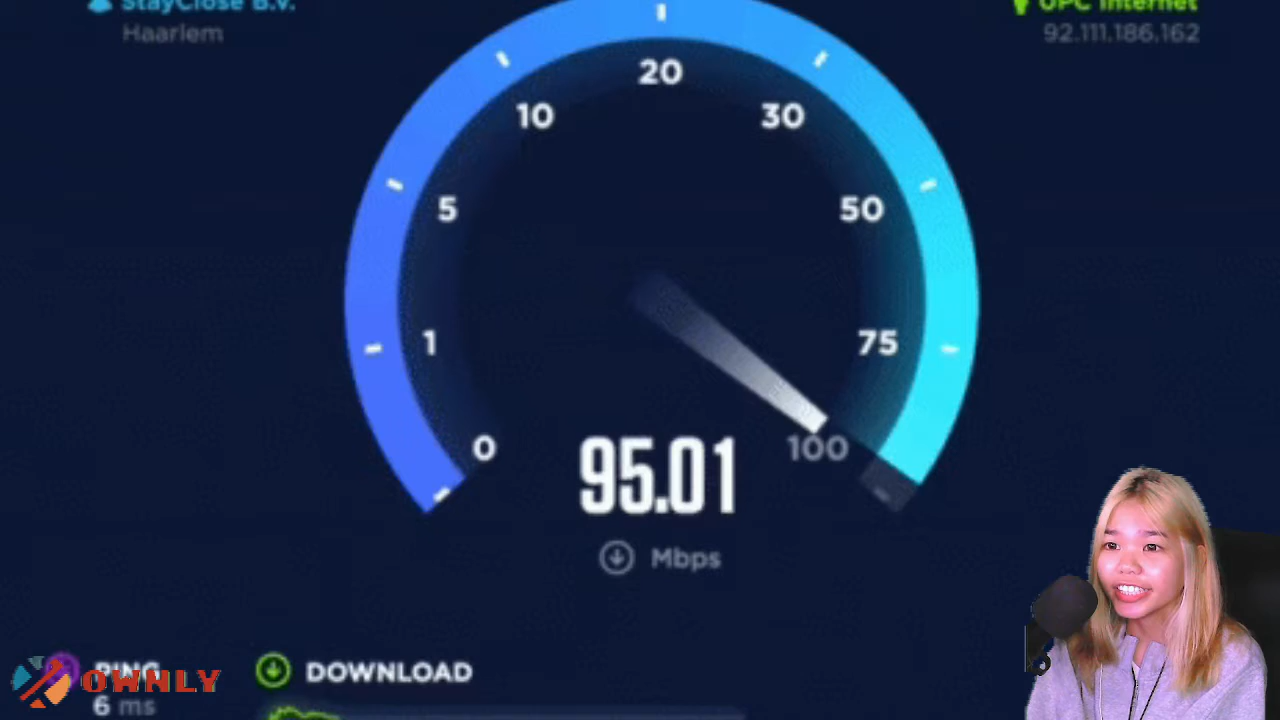 StayClose B.V.
Haarlem
UPC Internet
92.111.186.162
20
10
30
5
50
1
75
0
100
95.01
Mbps
PING
DOWNLOAD
OWNLY
6 ms